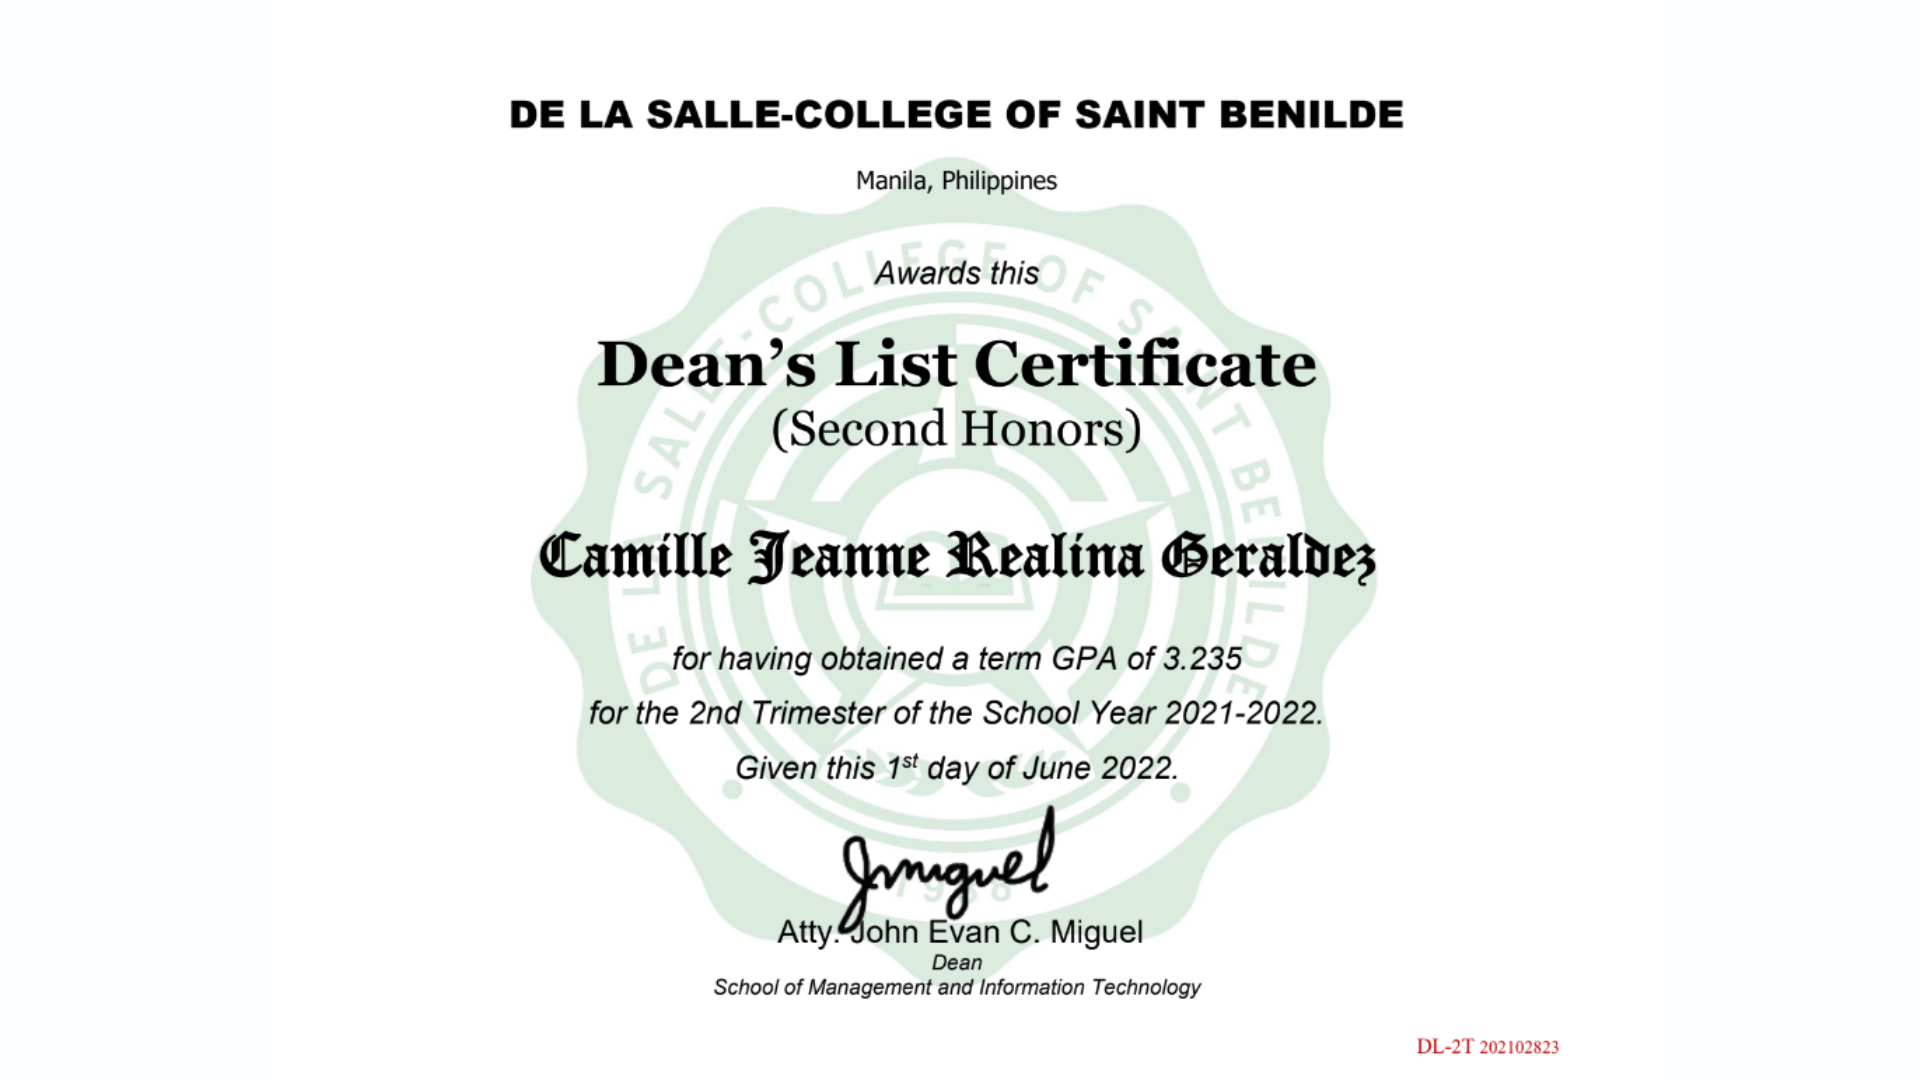 DE LA SALLE-COLLEGE OF SAINT BENILDE
Manila, Philippines
Awards this
Dean’s List Certificate
(Second Honors)
Camille Jeanne Realina Geraldez
for having obtained a term GPA of 3.235
for the 2nd Trimester of the School Year 2021-2022.
Given this 1st day of June 2022.
Jmiguel
Atty. John Evan C. Miguel
Dean
School of Management and Information Technology
DL-2T 202102823
DE LA SALLE-COLLEGE OF SAINT BENILDE
1988